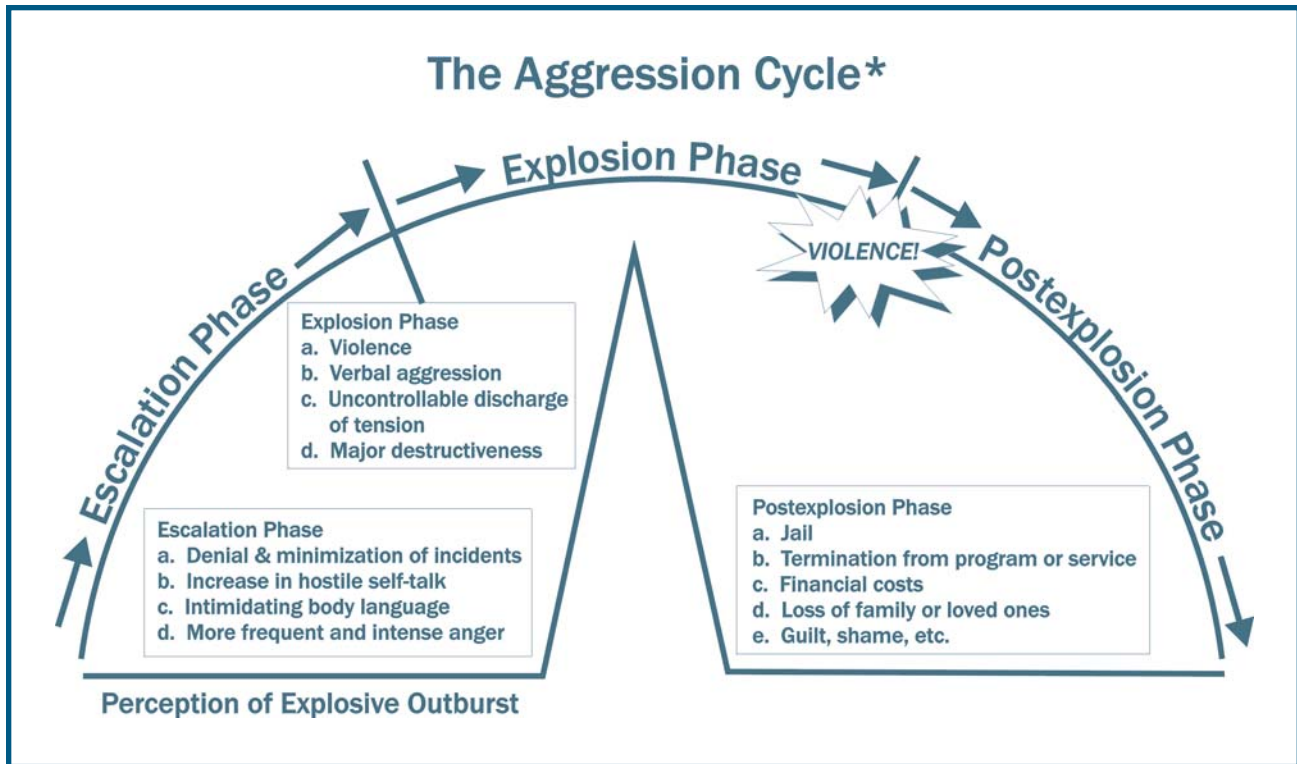 The Aggression Cycle*
Escalation Phase
Explosion Phase
Postexplosion Phase
VIOLENCE!
Explosion Phase
a. Violence
b. Verbal aggression
c. Uncontrollable discharge
of tension
d. Major destructiveness
Escalation Phase
a. Denial & minimization of incidents
b. Increase in hostile self-talk
c. Intimidating body language
d. More frequent and intense anger
Postexplosion Phase
a. Jail
b. Termination from program or service
c. Financial costs
d. Loss of family or loved ones
e. Guilt, shame, etc.
Perception of Explosive Outburst